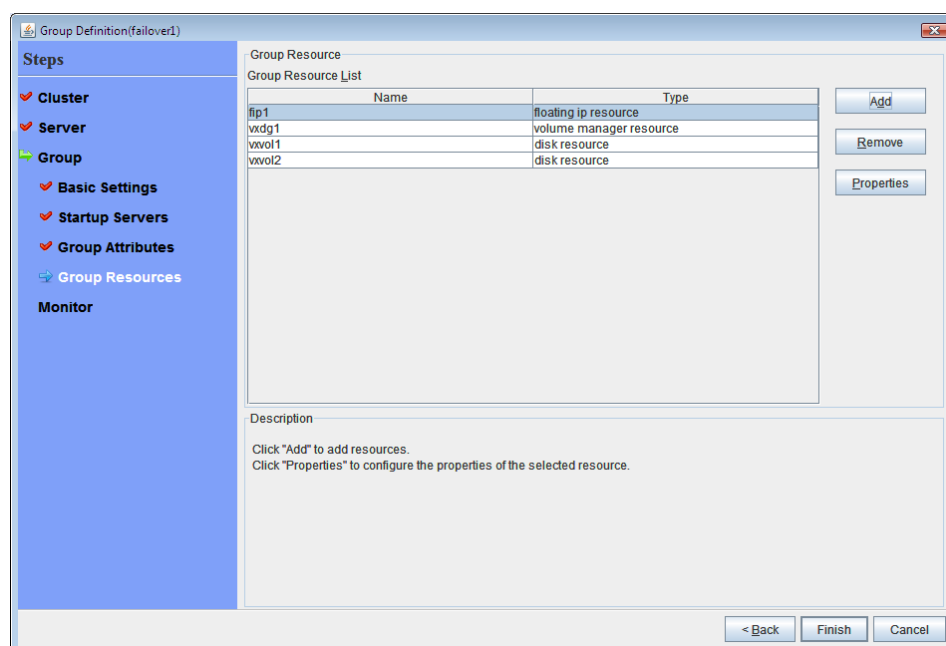 Group Definition(failover1)
Steps
Cluster
Server
Group
Basic Settings
Startup Servers
Group Attributes
Group Resources
Monitor
Group Resource
Group Resource List
Name Type
fip1 floating ip resource
vxdg1 volume manager resource
vxvol1 disk resource
vxvol2 disk resource
Add
Remove
Properties
Description
Click "Add" to add resources.
Click "Properties" to configure the properties of the selected resource.
< Back Finish Cancel